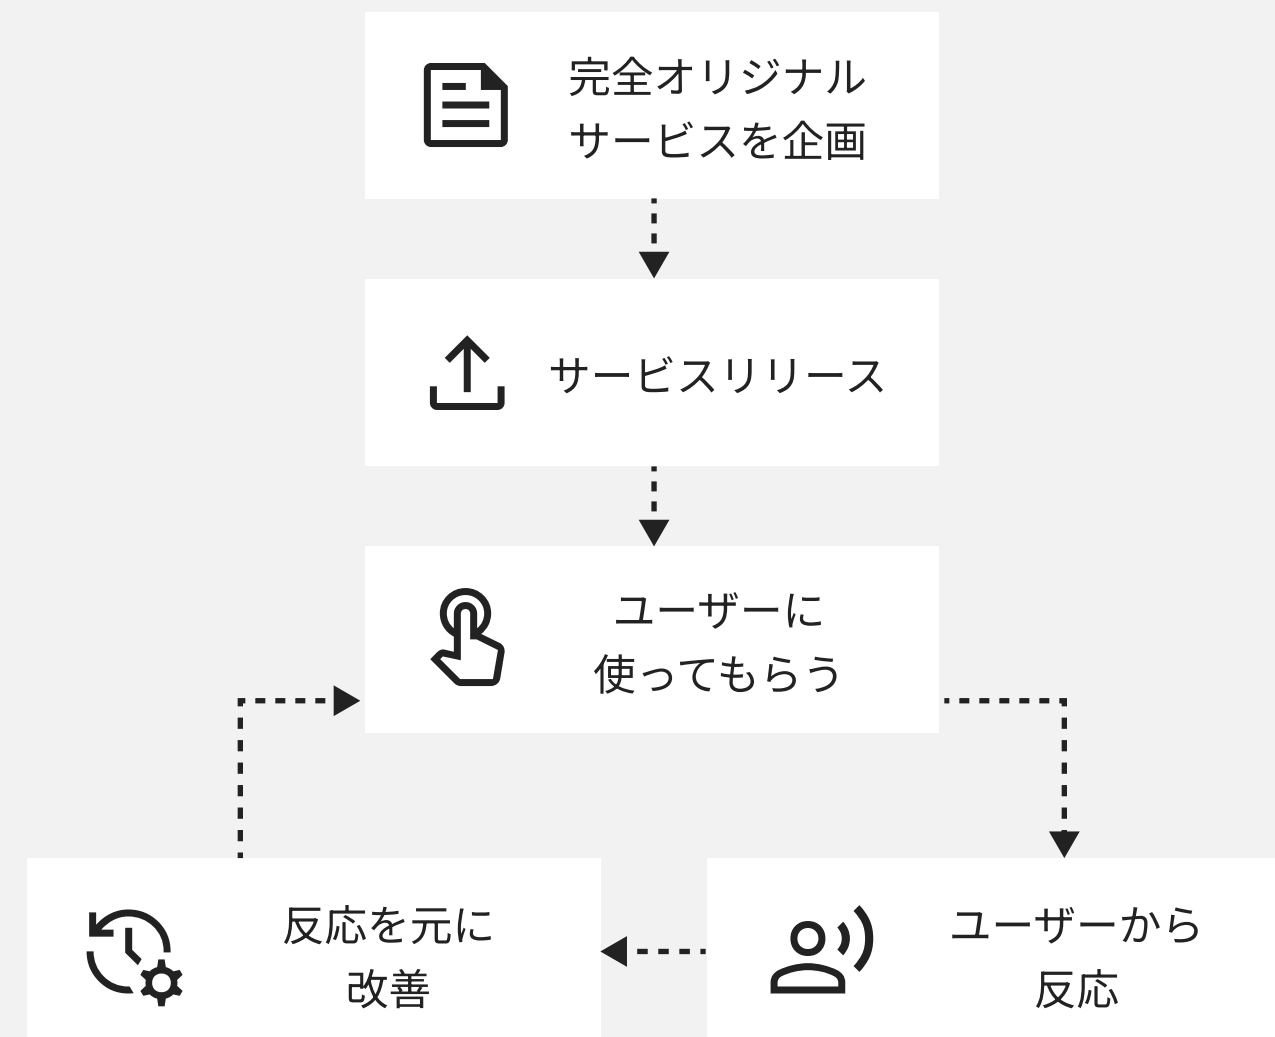 完全オリジナル
サービスを企画
サービスリリース
ユーザーに
使ってもらう
反応を元に
改善
ユーザーから
反応